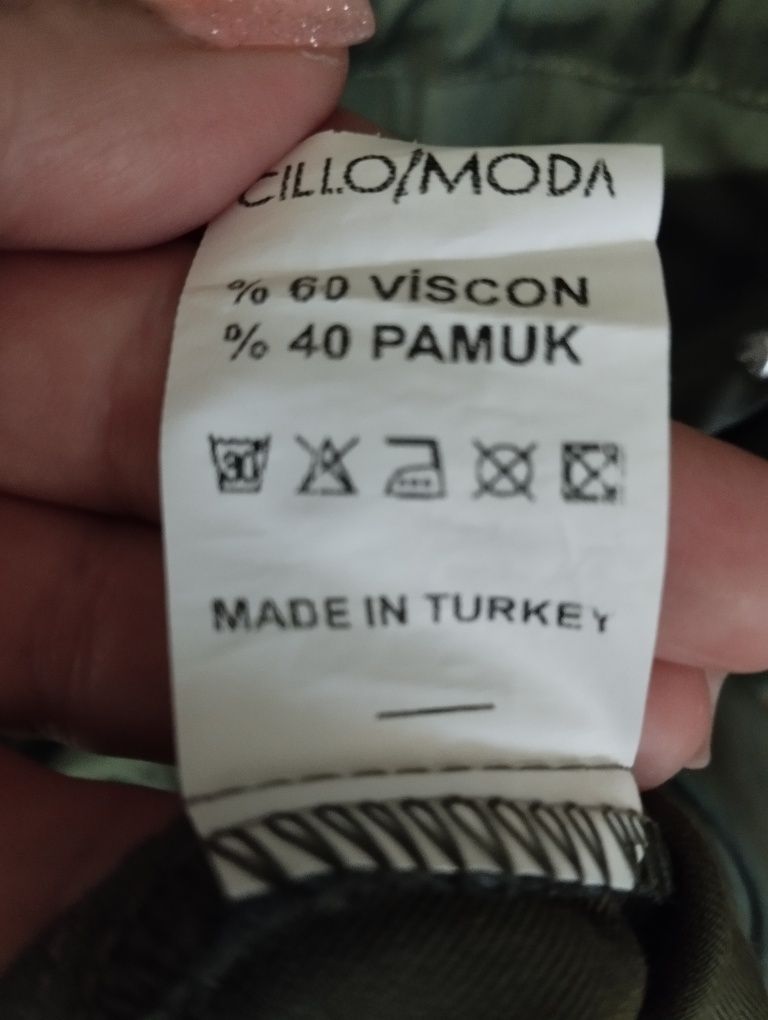 CILLO/MODA
% 60 VİSCON
% 40 PAMUK
30
MADE IN TURKEY